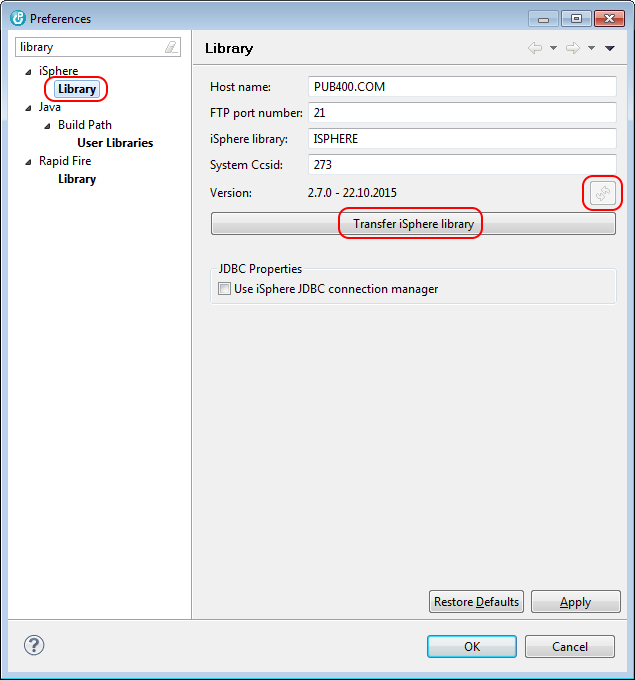 Preferences
library
iSphere
Library
Java
Build Path
User Libraries
Rapid Fire
Library
Library
Host name: PUB400.COM
FTP port number: 21
iSphere library: ISPHERE
System Ccsid: 273
Version: 2.7.0 - 22.10.2015
Transfer iSphere library
JDBC Properties
Use iSphere JDBC connection manager
Restore Defaults Apply
? OK Cancel